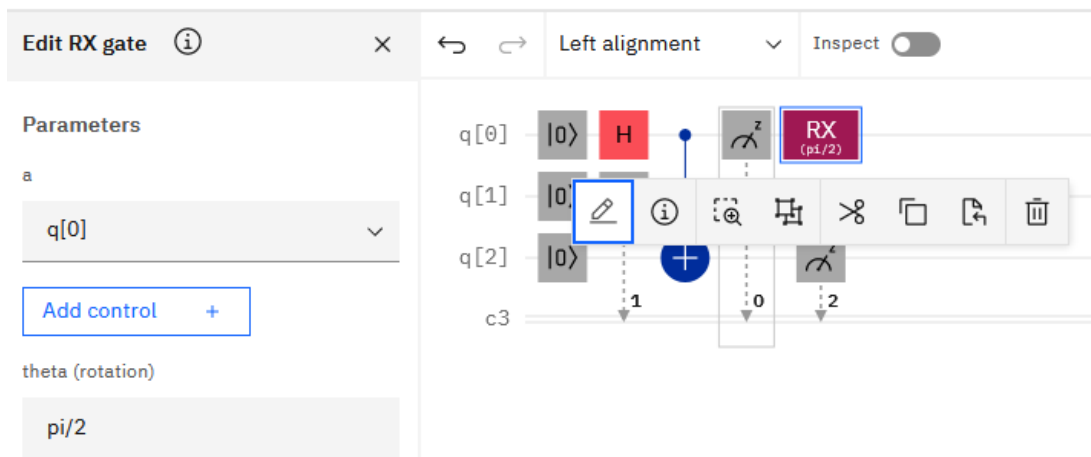 Edit RX gate
Left alignment
Inspect
Parameters
a
q[0]
Add control +
theta (rotation)
pi/2
q[0] |0⟩ H z RX
(pi/2)
q[1] |0⟩
q[2] |0⟩ z
1 0 2
c3